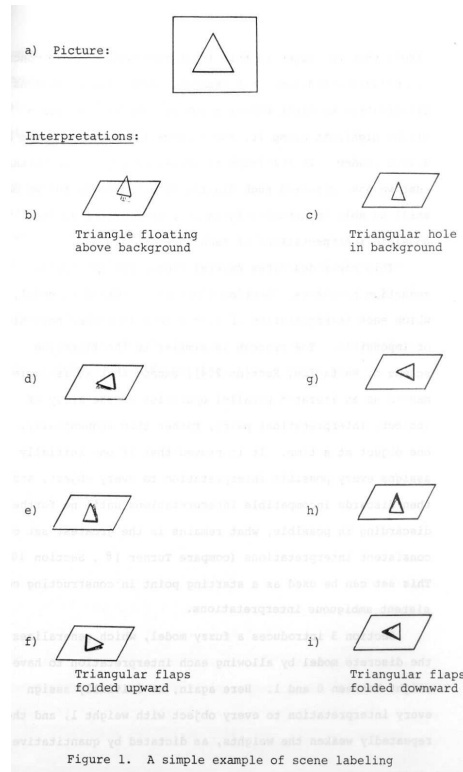 a) Picture:
Interpretations:
b)
Triangle floating
above background
c)
Triangular hole
in background
d)
g)
e)
h)
f)
Triangular flaps
folded upward
i)
Triangular flaps
folded downward
Figure 1. A simple example of scene labeling